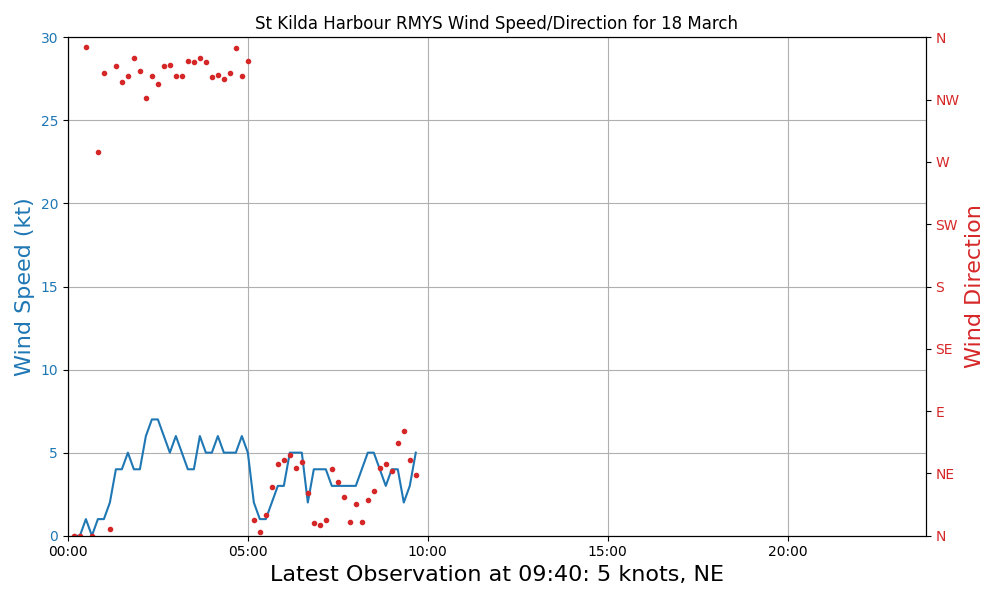 St Kilda Harbour RMYS Wind Speed/Direction for 18 March
30
25
20
15
10
5
0
Wind Speed (kt)
N
NW
W
SW
S
SE
E
NE
N
Wind Direction
00:00 05:00 10:00 15:00 20:00
Latest Observation at 09:40: 5 knots, NE